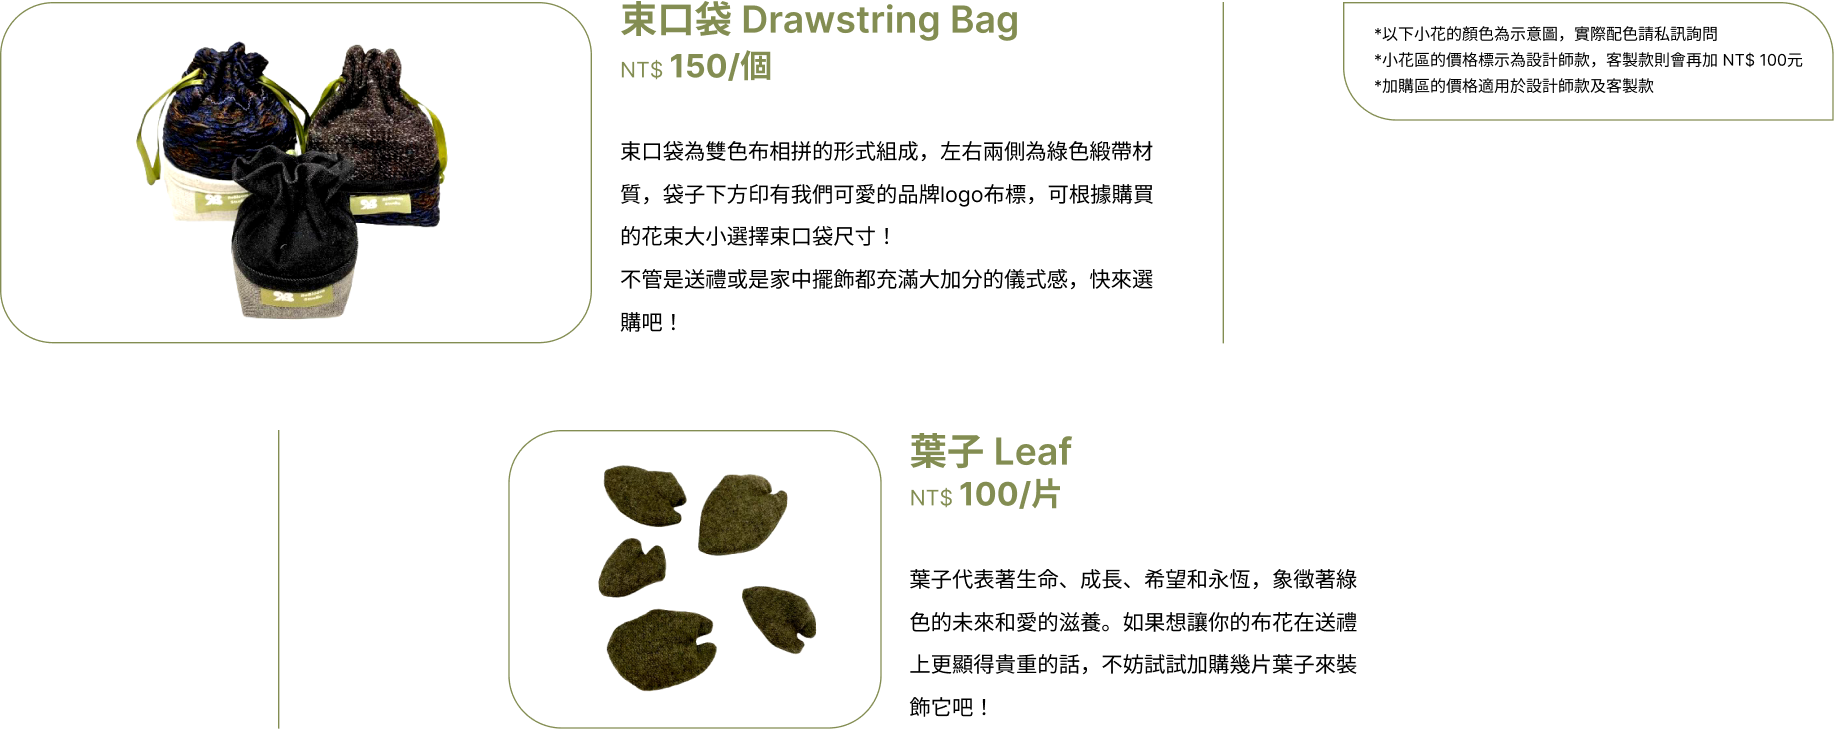 束口袋 Drawstring Bag
NT$ 150/個
束口袋為雙色布相拼的形式組成，左右兩側為綠色緞帶材
質，袋子下方印有我們可愛的品牌logo布標，可根據購買
的花束大小選擇束口袋尺寸！
不管是送禮或是家中擺飾都充滿大加分的儀式感，快來選
購吧！
*以下小花的顏色為示意圖，實際配色請私訊詢問
*小花區的價格標示為設計師款，客製款則會再加 NT$ 100元
*加購區的價格適用於設計師款及客製款
葉子 Leaf
NT$ 100/片
葉子代表著生命、成長、希望和永恆，象徵著綠
色的未來和愛的滋養。如果想讓你的布花在送禮
上更顯得貴重的話，不妨試試加購幾片葉子來裝
飾它吧！